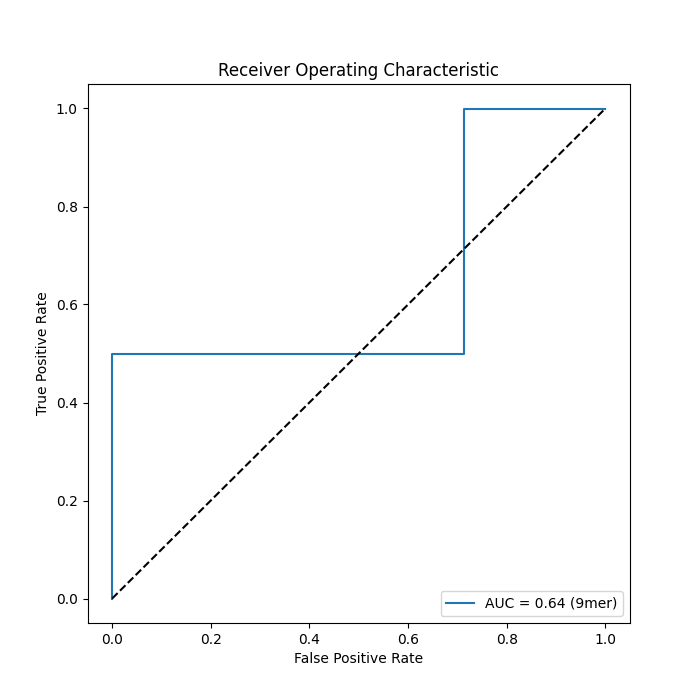 Receiver Operating Characteristic
1.0
0.8
0.6
0.4
0.2
0.0
True Positive Rate
AUC = 0.64 (9mer)
0.0 0.2 0.4 0.6 0.8 1.0
False Positive Rate